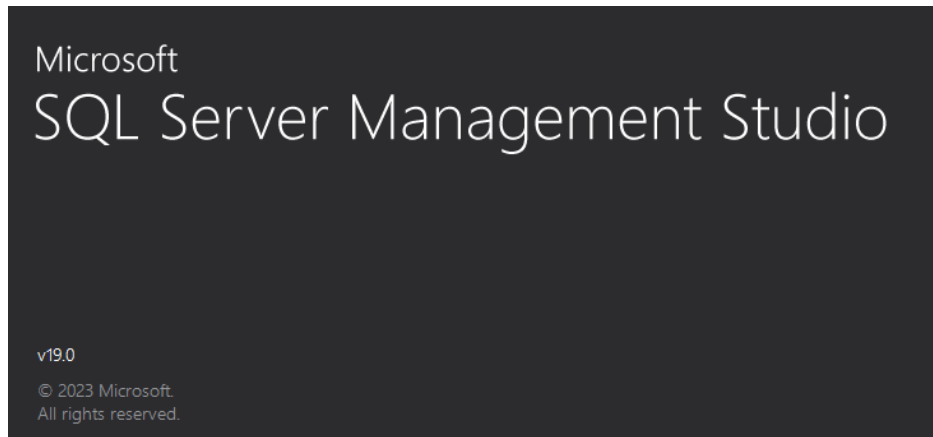 Microsoft
SQL Server Management Studio
v19.0
© 2023 Microsoft.
All rights reserved.